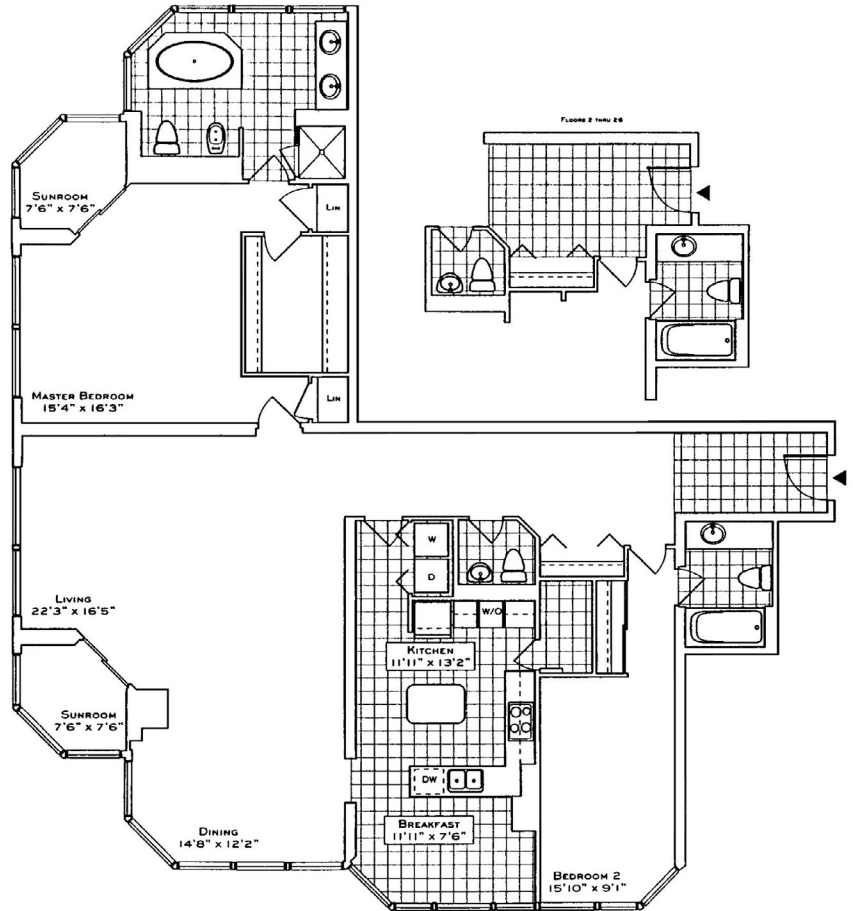 FLOORS 2 THRU 26
SUNROOM
7'6" x 7'6"
LIN
MASTER BEDROOM
15'4" x 16'3"
LIN
W
D
LIVING
22'3" x 16'5"
W/O
KITCHEN
11'11" x 13'2"
SUNROOM
7'6" x 7'6"
DW
DINING
14'8" x 12'2"
BREAKFAST
11'11" x 7'6"
BEDROOM 2
15'10" x 9'1"